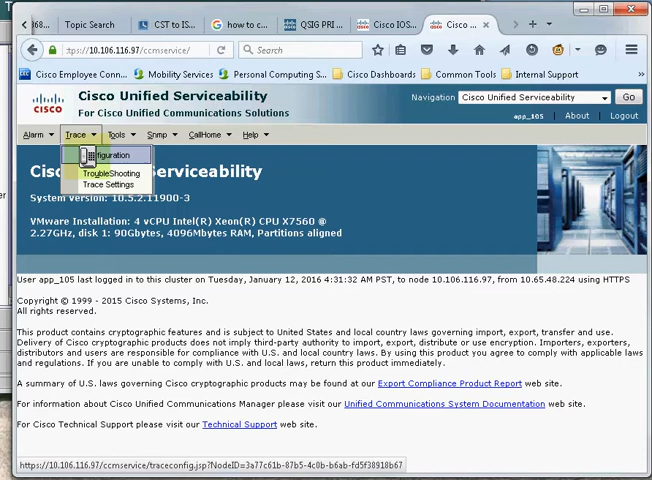 868...
Topic Search
CST to IS...
how to c...
QSIG PRI ...
Cisco IOS...
Cisco ...
:tps://10.106.116.97/ccmservice/
Search
Cisco Employee Conn...
Mobility Services
Personal Computing S...
Cisco Dashboards
Common Tools
Internal Support
CISCO
Cisco Unified Serviceability
For Cisco Unified Communications Solutions
Navigation
Cisco Unified Serviceability
Go
app_105
About
Logout
Alarm
Trace
Tools
Snmp
CallHome
Help
figuration
TroubleShooting
Trace Settings
Cisc
Serviceability
System version: 10.5.2.11900-3
VMware Installation: 4 vCPU Intel(R) Xeon(R) CPU X7560 @
2.27GHz, disk 1: 90Gbytes, 4096Mbytes RAM, Partitions aligned
User app_105 last logged in to this cluster on Tuesday, January 12, 2016 4:31:32 AM PST, to node 10.106.116.97, from 10.65.48.224 using HTTPS
Copyright © 1999 - 2015 Cisco Systems, Inc.
All rights reserved.
This product contains cryptographic features and is subject to United States and local country laws governing import, export, transfer and use.
Delivery of Cisco cryptographic products does not imply third-party authority to import, export, distribute or use encryption. Importers, exporters,
distributors and users are responsible for compliance with U.S. and local country laws. By using this product you agree to comply with applicable laws
and regulations. If you are unable to comply with U.S. and local laws, return this product immediately.
A summary of U.S. laws governing Cisco cryptographic products may be found at our Export Compliance Product Report web site.
For information about Cisco Unified Communications Manager please visit our Unified Communications System Documentation web site.
For Cisco Technical Support please visit our Technical Support web site.
https://10.106.116.97/ccmservice/traceconfig.jsp?NodeID=3a77c61b-87b5-4c0b-b6ab-fd5f38918b67